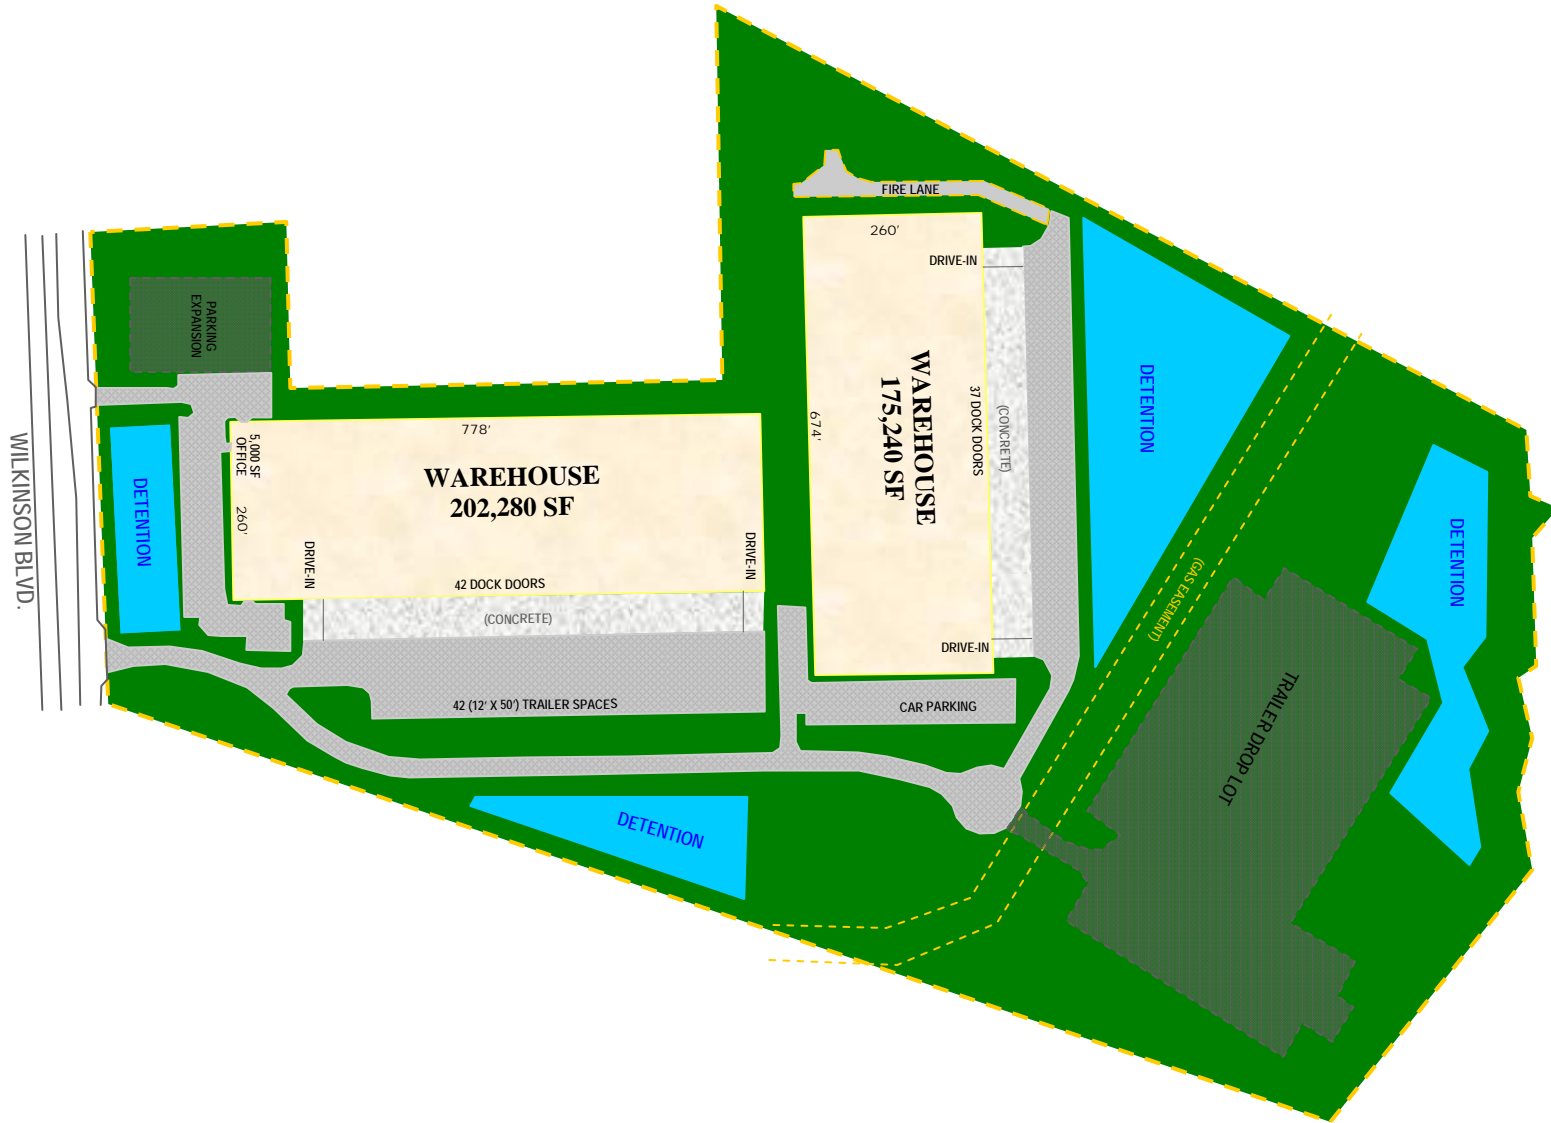 FIRE LANE
260'
DRIVE-IN
WAREHOUSE
175,240 SF
674'
37 DOCK DOORS
(CONCRETE)
DRIVE-IN
DETENTION
PARKING
EXPANSION
778'
5,000 SF
OFFICE
260'
WAREHOUSE
202,280 SF
DRIVE-IN
DRIVE-IN
42 DOCK DOORS
(CONCRETE)
42 (12' X 50') TRAILER SPACES
CAR PARKING
DETENTION
WILKINSON BLVD.
DETENTION
(GAS EASEMENT)
TRAILER DROP LOT
DETENTION